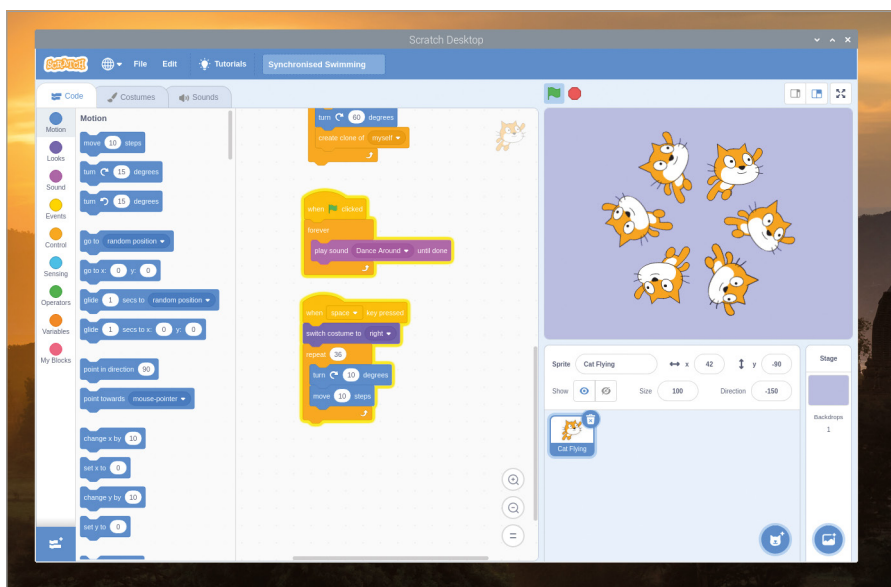 Scratch Desktop
SCRATCH File Edit Tutorials Synchronised Swimming
Code Costumes Sounds
Motion
Looks
Sound
Events
Control
Sensing
Operators
Variables
My Blocks
Motion
move 10 steps
turn 15 degrees
turn 15 degrees
go to random position
go to x: 0 y: 0
glide 1 secs to random position
glide 1 secs to x: 0 y: 0
point in direction 90
point towards mouse-pointer
change x by 10
set x to 0
change y by 10
set y to 0
turn 60 degrees
create clone of myself
when clicked
forever
play sound Dance Around until done
when space key pressed
switch costume to right
repeat 36
turn 10 degrees
move 10 steps
Sprite Cat Flying x 42 y -90
Show Size 100 Direction -150
Cat Flying
Stage
Backdrops
1